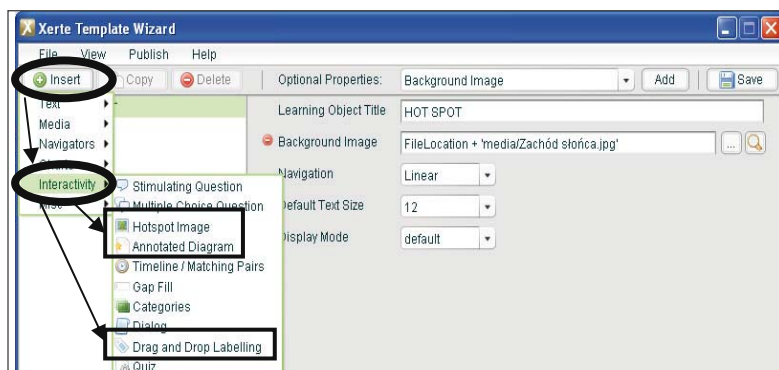 Xerte Template Wizard
File View Publish Help
Insert Copy Delete Optional Properties: Background Image Add Save
Text
Media
Navigators
Interactivity
Learning Object Title HOT SPOT
Background Image FileLocation + 'media/Zachód słońca.jpg' ...
Navigation Linear
Default Text Size 12
Display Mode default
Stimulating Question
Multiple Choice Question
Hotspot Image
Annotated Diagram
Timeline / Matching Pairs
Gap Fill
Categories
Dialog
Drag and Drop Labelling
Quiz